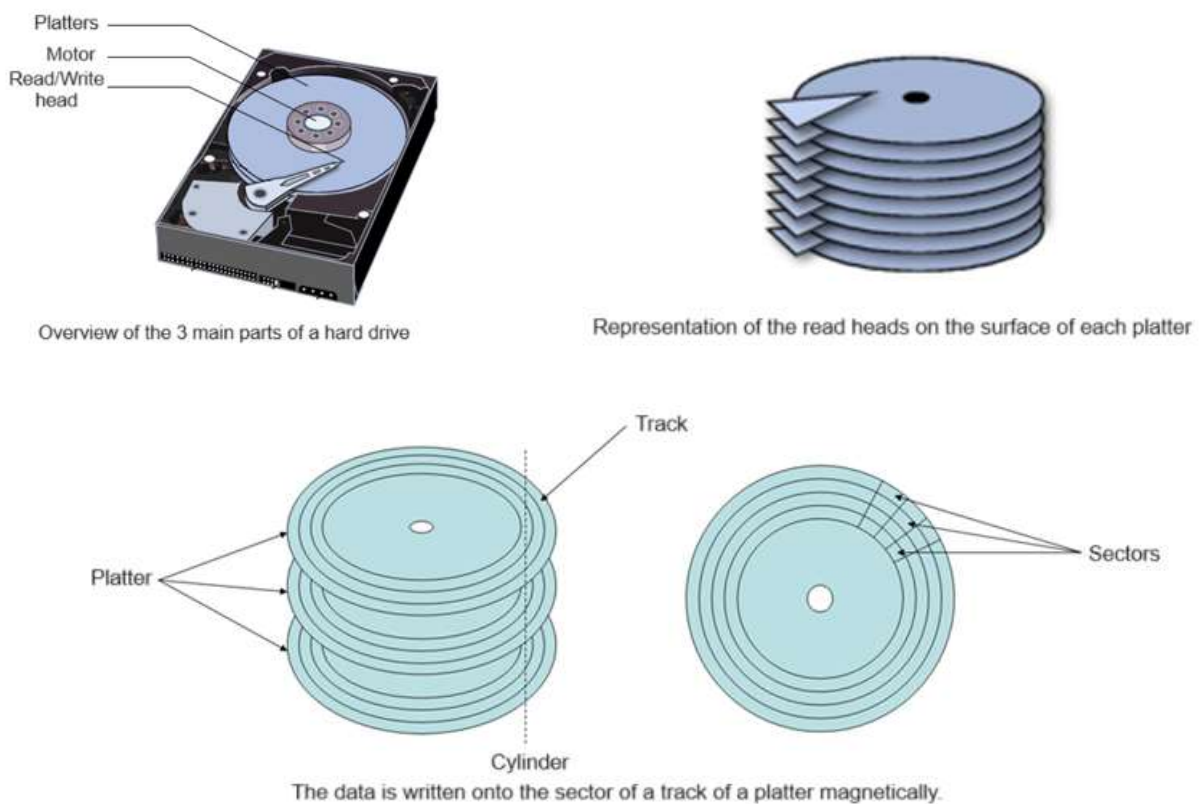 Platters
Motor
Read/Write
head
Overview of the 3 main parts of a hard drive
Representation of the read heads on the surface of each platter
Track
Platter
Sectors
Cylinder
The data is written onto the sector of a track of a platter magnetically.